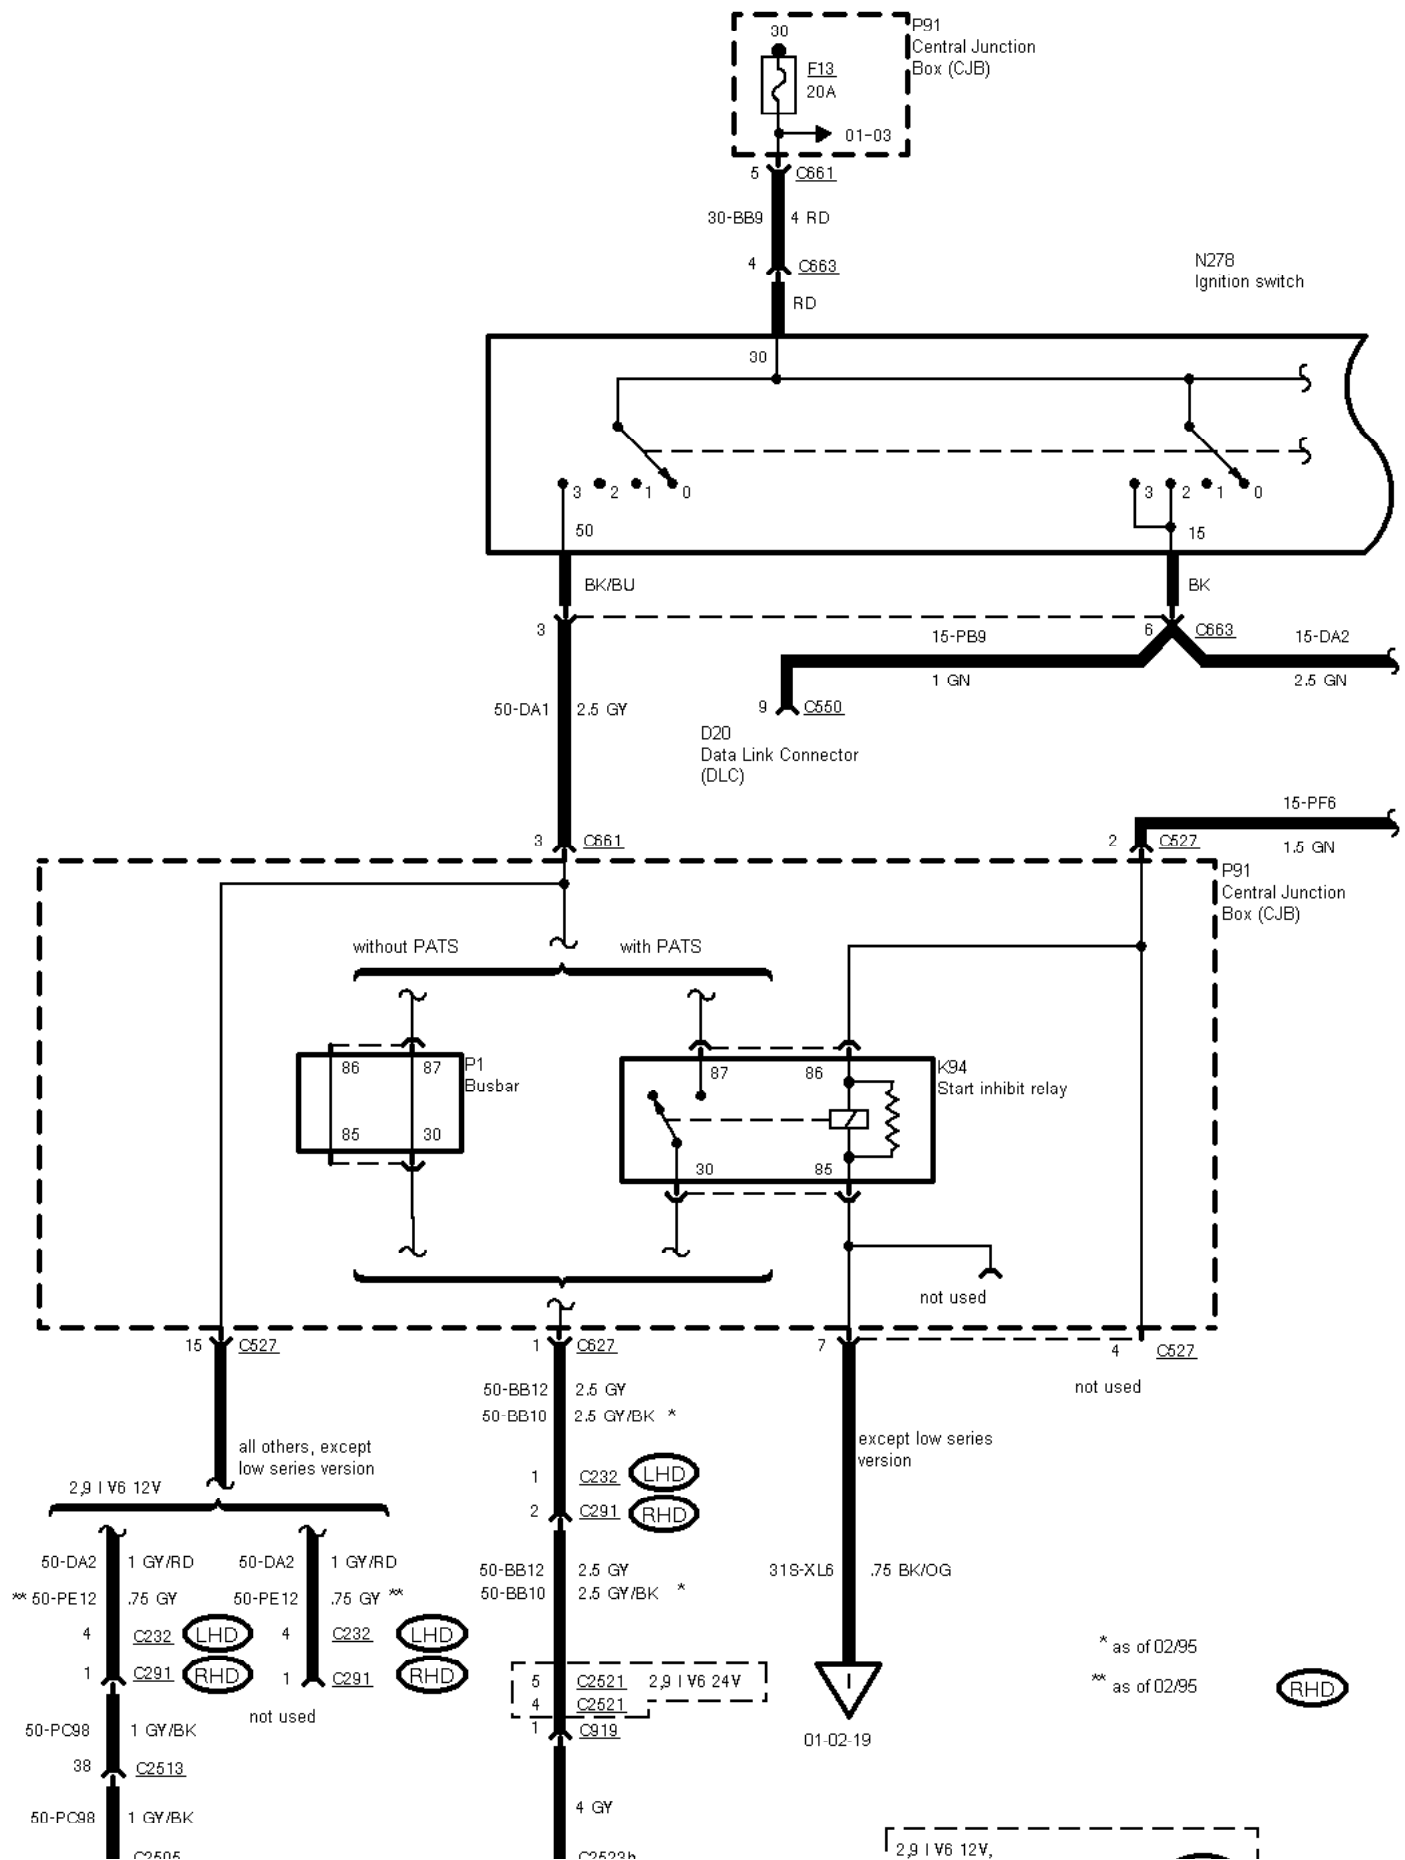 P91
Central Junction
Box (CJB)
30
F13
20A
01-03
5 C661
30-BB9 4 RD
4 C663
RD
N278
Ignition switch
30
3 2 1 0
50
3 2 1 0
15
BK/BU
BK
3
6 C663
15-PB9
1 GN
15-DA2
2.5 GN
9 C550
D20
Data Link Connector
(DLC)
50-DA1 2.5 GY
3 C661
15-PF6
1.5 GN
2 C527
P91
Central Junction
Box (CJB)
without PATS
with PATS
86 87
85 30
P1
Busbar
87 86
30 85
K94
Start inhibit relay
not used
15 C527
1 C627
7
4 C527
not used
50-BB12 2.5 GY
50-BB10 2.5 GY/BK *
all others, except
low series version
1 C232 LHD
2 C291 RHD
except low series
version
2,9 l V6 12V
50-DA2 1 GY/RD
** 50-PE12 .75 GY
4 C232 LHD
1 C291 RHD
50-DA2 1 GY/RD
50-PE12 .75 GY **
4 C232 LHD
1 C291 RHD
not used
50-BB12 2.5 GY
50-BB10 2.5 GY/BK *
31S-XL6 .75 BK/OG
5 C2521 2,9 l V6 24V
4 C2521
1 C919
I
01-02-19
* as of 02/95
** as of 02/95 RHD
50-PC98 1 GY/BK
38 C2513
50-PC98 1 GY/BK
4 GY
C2505
C2523b
2,9 l V6 12V,